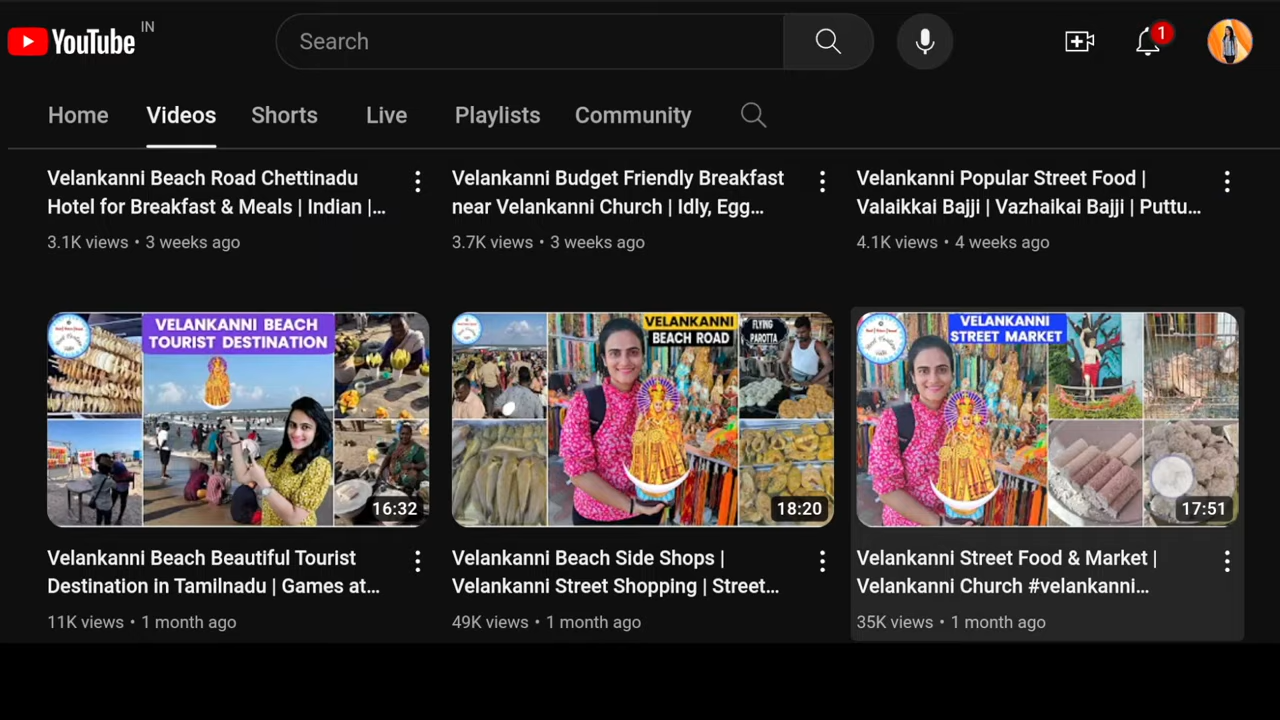 YouTube IN
Search
1
Home Videos Shorts Live Playlists Community
Velankanni Beach Road Chettinadu
Hotel for Breakfast & Meals | Indian |...
3.1K views • 3 weeks ago
Velankanni Budget Friendly Breakfast
near Velankanni Church | Idly, Egg...
3.7K views • 3 weeks ago
Velankanni Popular Street Food |
Valaikkai Bajji | Vazhaikai Bajji | Puttu...
4.1K views • 4 weeks ago
VELANKANNI BEACH
TOURIST DESTINATION
16:32
Velankanni Beach Beautiful Tourist
Destination in Tamilnadu | Games at...
11K views • 1 month ago
VELANKANNI
BEACH ROAD
FLYING
PAROTTA
18:20
Velankanni Beach Side Shops |
Velankanni Street Shopping | Street...
49K views • 1 month ago
VELANKANNI
STREET MARKET
17:51
Velankanni Street Food & Market |
Velankanni Church #velankanni...
35K views • 1 month ago